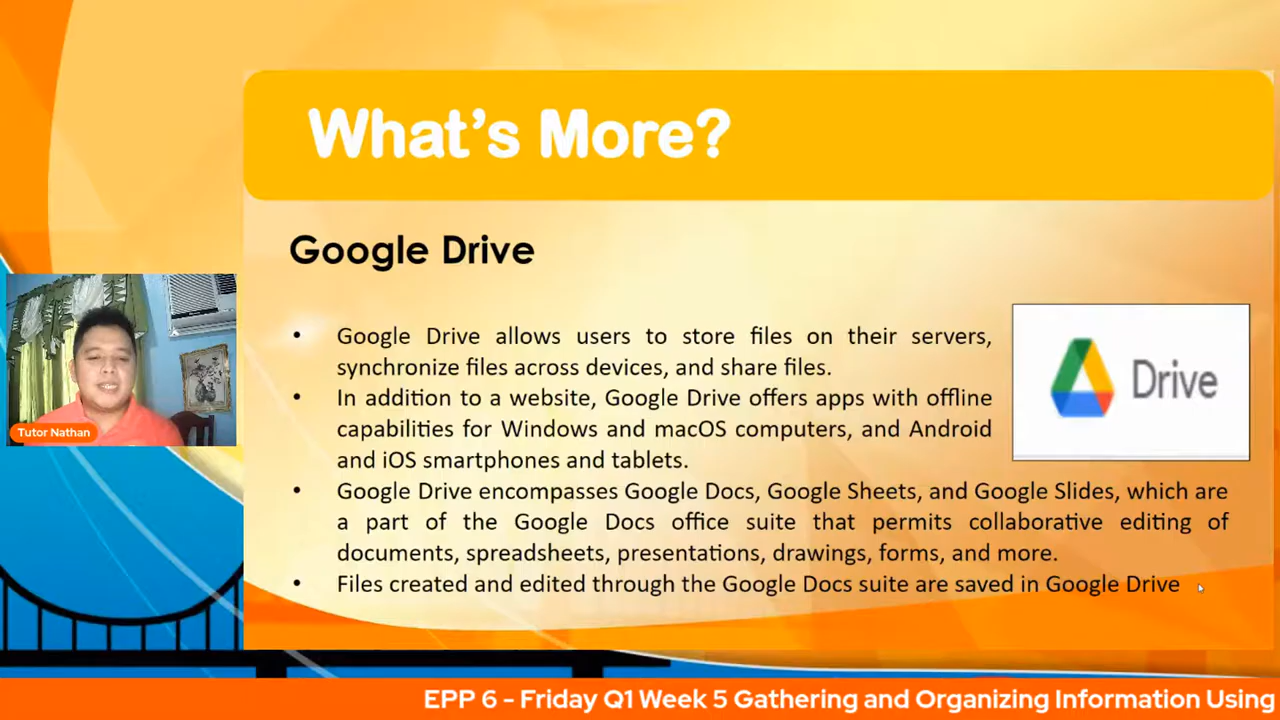 What's More?
Google Drive
• Google Drive allows users to store files on their servers,
synchronize files across devices, and share files.
• In addition to a website, Google Drive offers apps with offline
capabilities for Windows and macOS computers, and Android
and iOS smartphones and tablets.
• Google Drive encompasses Google Docs, Google Sheets, and Google Slides, which are
a part of the Google Docs office suite that permits collaborative editing of
documents, spreadsheets, presentations, drawings, forms, and more.
• Files created and edited through the Google Docs suite are saved in Google Drive
Drive
Tutor Nathan
EPP 6 - Friday Q1 Week 5 Gathering and Organizing Information Using